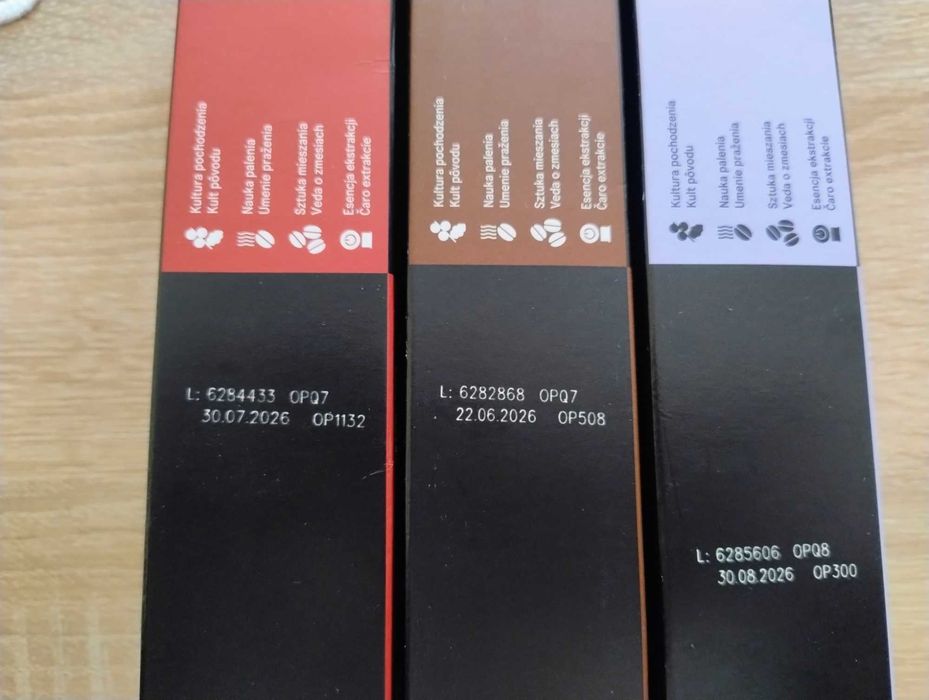 Kultura pochodzenia
Kult pôvodu
Nauka palenia
Umenie praženia
Sztuka mieszania
Veda o zmesiach
Esencja ekstrakcji
Čaro extrakcie
L: 6284433 OPQ7
30.07.2026 OP1132
Kultura pochodzenia
Kult pôvodu
Nauka palenia
Umenie praženia
Sztuka mieszania
Veda o zmesiach
Esencja ekstrakcji
Čaro extrakcie
L: 6282868 OPQ7
22.06.2026 OP508
Kultura pochodzenia
Kult pôvodu
Nauka palenia
Umenie praženia
Sztuka mieszania
Veda o zmesiach
Esencja ekstrakcji
Čaro extrakcie
L: 6285606 OPQ8
30.08.2026 OP300